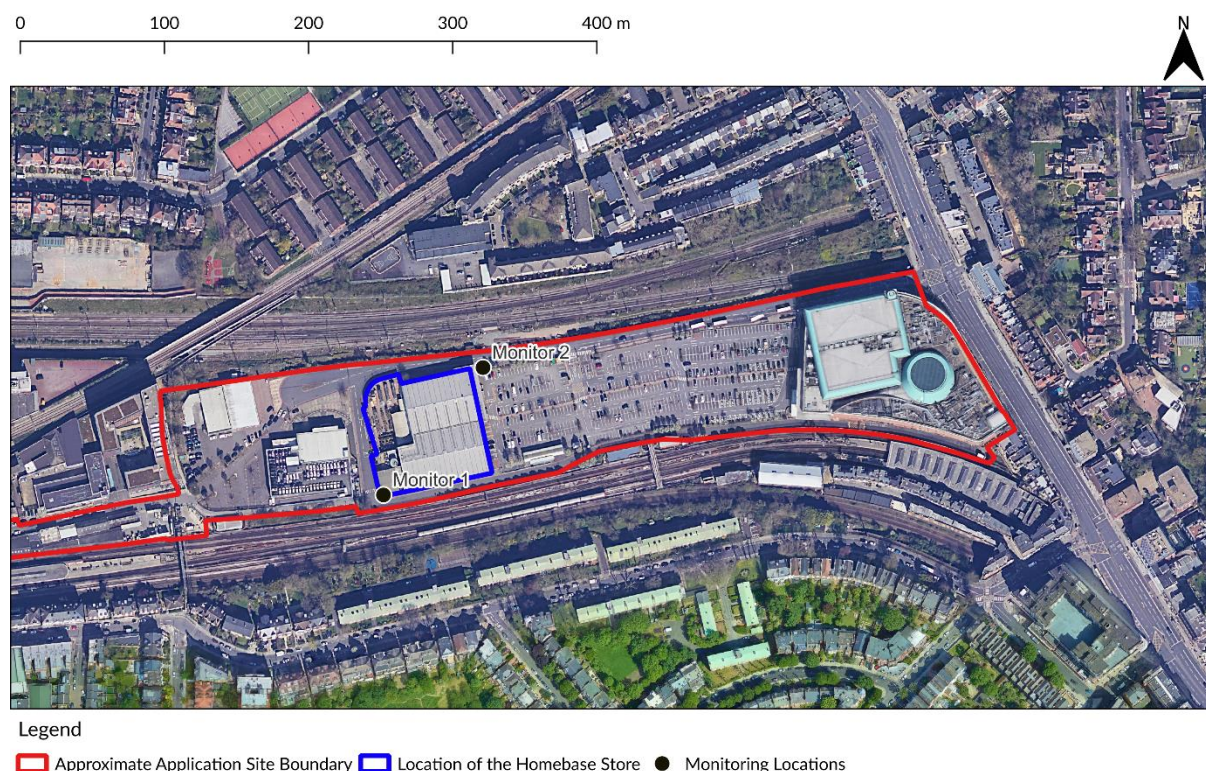 0 100 200 300 400 m
N
Monitor 2
Monitor 1
Legend
Approximate Application Site Boundary Location of the Homebase Store Monitoring Locations